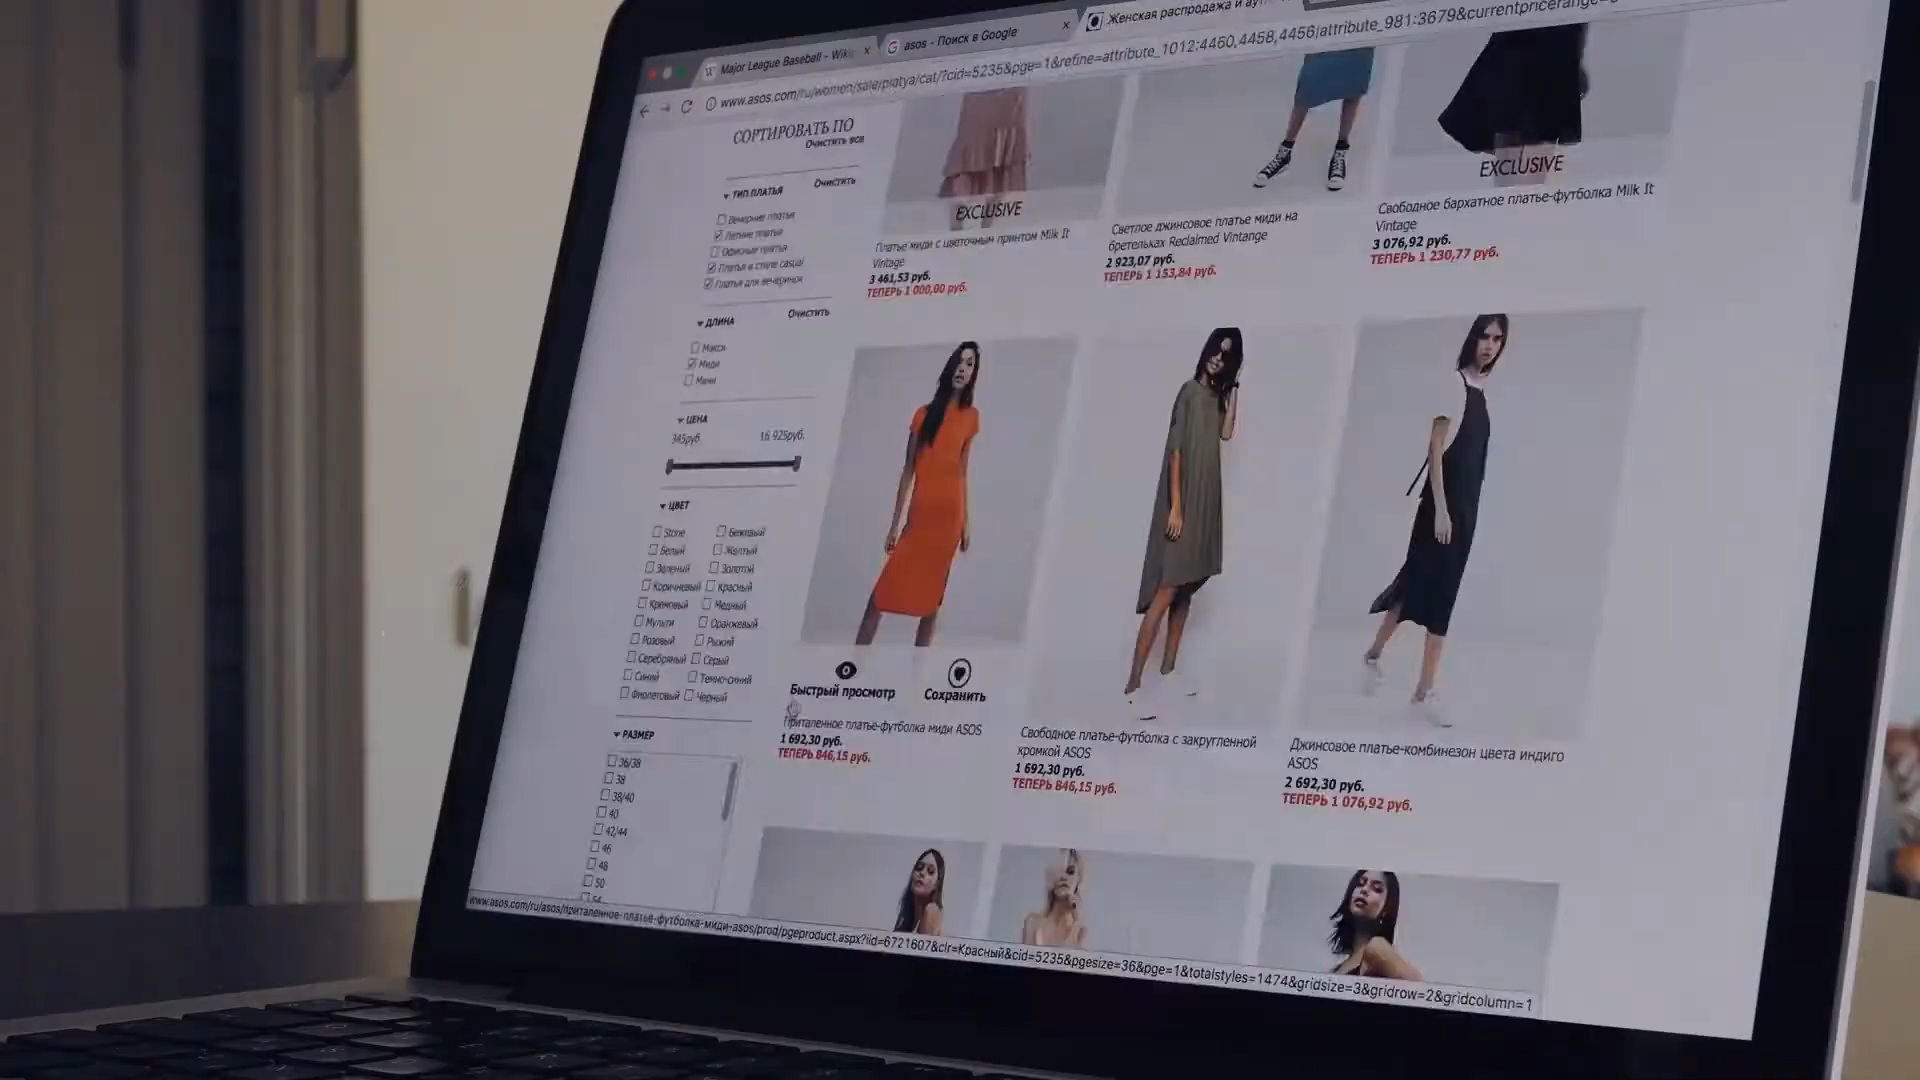 Major League Baseball - Wiki
asos - Поиск в Google
Женская распродажа и аут
www.asos.com/ru/women/sale/platya/cat/?cid=5235&pge=1&refine=attribute_1012:4460,4458,4456|attribute_981:3679&currentpricerange=
СОРТИРОВАТЬ ПО
Очистить все
ТИП ПЛАТЬЯ
Очистить
Вечерние платья
Летние платья
Офисные платья
Платья в стиле casual
Платья для вечеринок
ДЛИНА
Очистить
Макси
Миди
Мини
ЦЕНА
345руб.
16 925руб.
ЦВЕТ
Stone
Бежевый
Белый
Желтый
Зеленый
Золотой
Коричневый
Красный
Кремовый
Медный
Мульти
Оранжевый
Розовый
Рыжий
Серебряный
Серый
Синий
Темно-синий
Фиолетовый
Черный
РАЗМЕР
36/38
38
38/40
40
42/44
46
48
50
EXCLUSIVE
Платье миди с цветочным принтом Milk It
Vintage
3 461,53 руб.
ТЕПЕРЬ 1 000,00 руб.
Светлое джинсовое платье миди на
бретельках Reclaimed Vintange
2 923,07 руб.
ТЕПЕРЬ 1 153,84 руб.
EXCLUSIVE
Свободное бархатное платье-футболка Milk It
Vintage
3 076,92 руб.
ТЕПЕРЬ 1 230,77 руб.
Быстрый просмотр
Сохранить
Приталенное платье-футболка миди ASOS
1 692,30 руб.
ТЕПЕРЬ 846,15 руб.
Свободное платье-футболка с закругленной
кромкой ASOS
1 692,30 руб.
ТЕПЕРЬ 846,15 руб.
Джинсовое платье-комбинезон цвета индиго
ASOS
2 692,30 руб.
ТЕПЕРЬ 1 076,92 руб.
www.asos.com/ru/asos/приталенное-платье-футболка-миди-asos/prod/pgeproduct.aspx?iid=6721607&clr=Красный&cid=5235&pgesize=36&pge=1&totalstyles=1474&gridsize=3&gridrow=2&gridcolumn=1